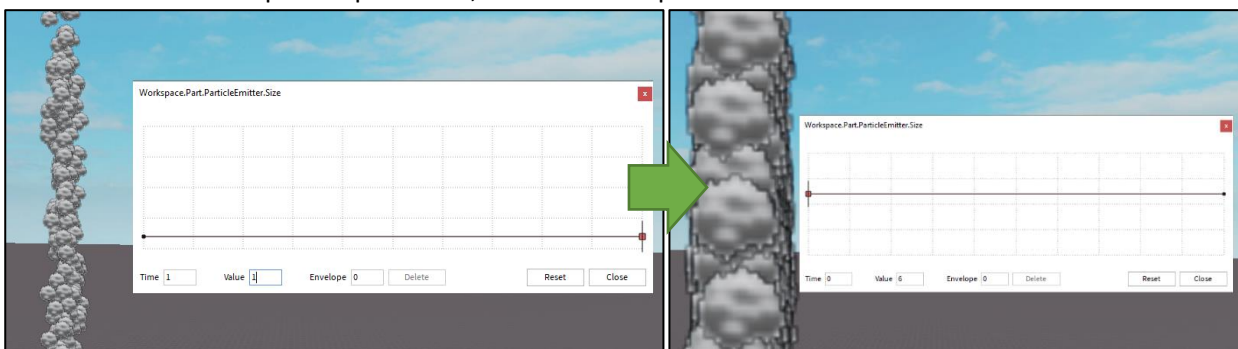 Workspace.Part.ParticleEmitter.Size
x
Time 1 Value 1 Envelope 0 Delete Reset Close
Workspace.Part.ParticleEmitter.Size
x
Time 0 Value 6 Envelope 0 Delete Reset Close